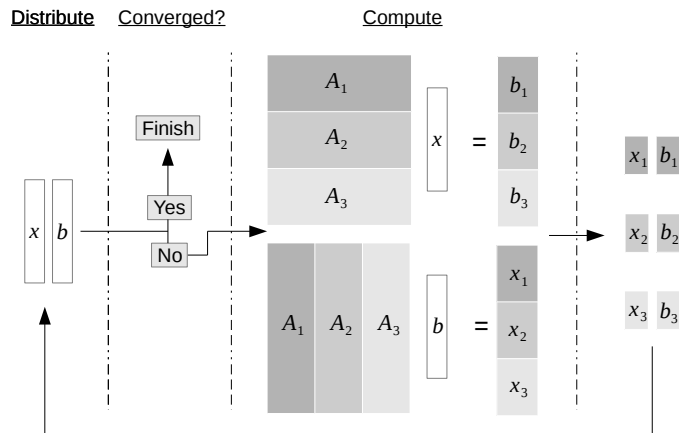 Distribute Converged? Compute
A₁
A₂
A₃
x
=
b₁
b₂
b₃
Finish
Yes
No
x b
A₁ A₂ A₃
b
=
x₁
x₂
x₃
x₁ b₁
x₂ b₂
x₃ b₃